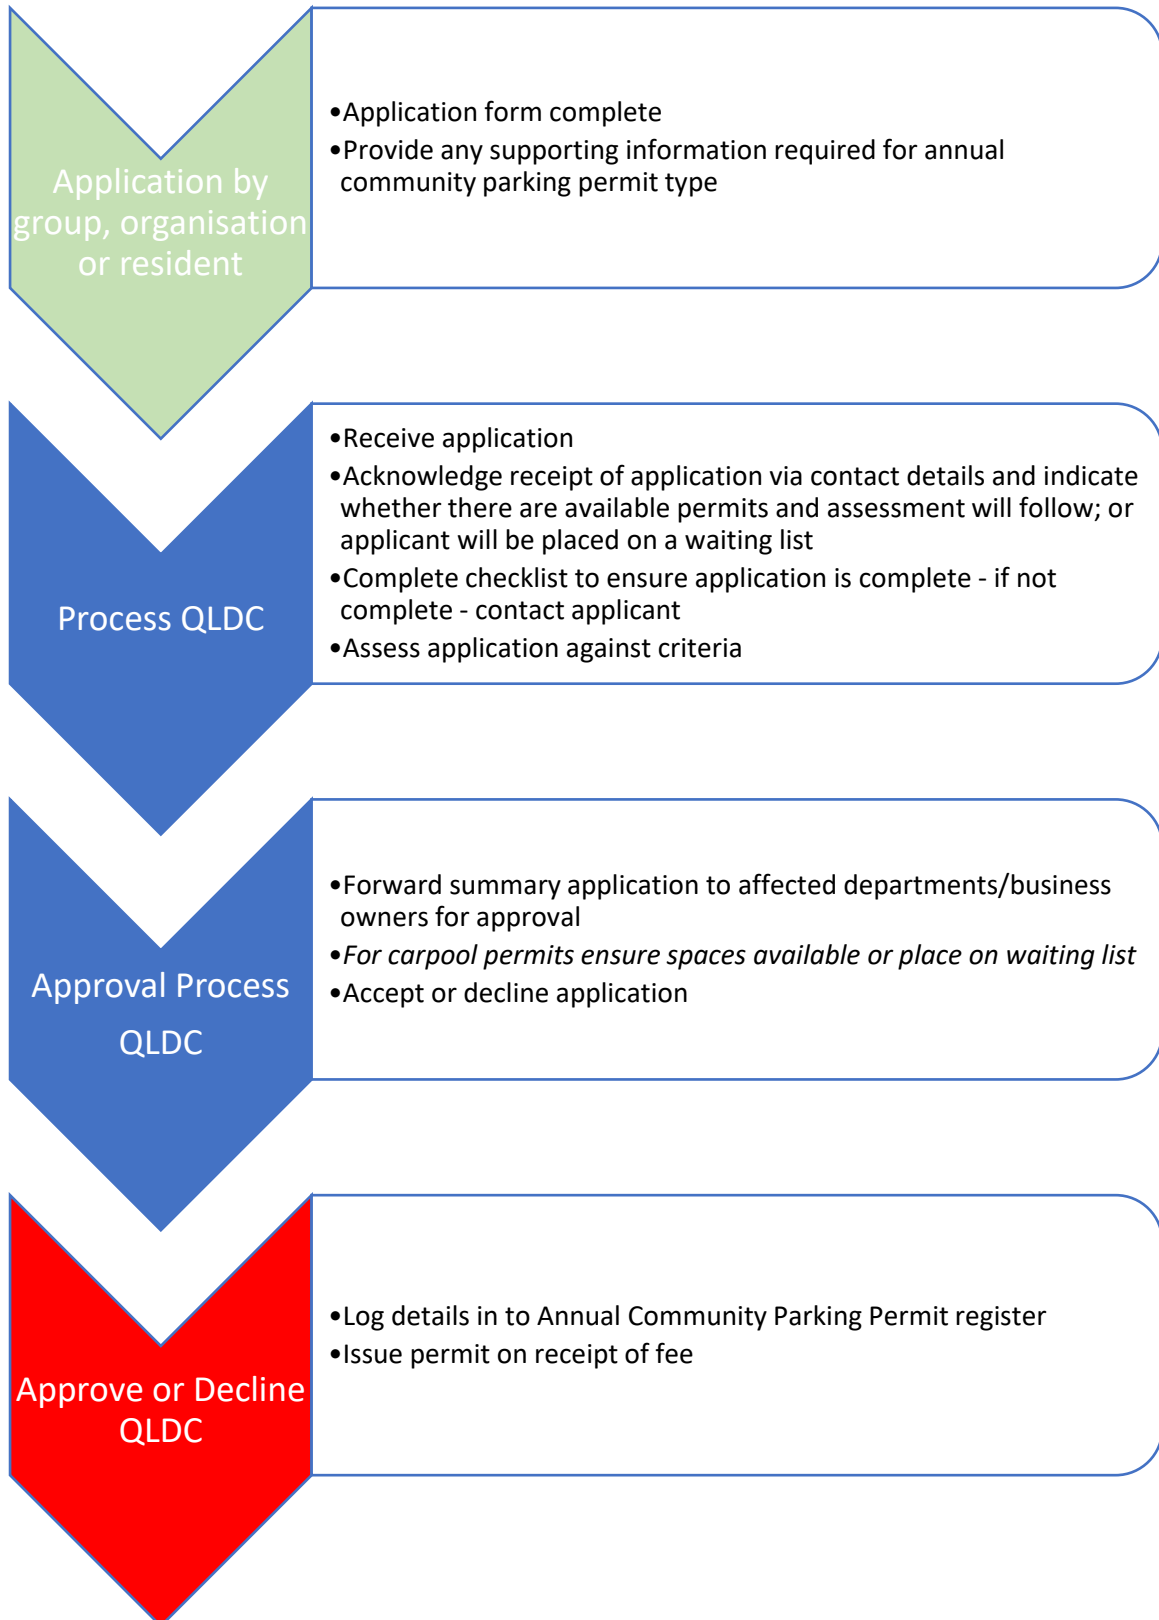 Application by
group, organisation
or resident
•Application form complete
•Provide any supporting information required for annual
community parking permit type
Process QLDC
•Receive application
•Acknowledge receipt of application via contact details and indicate
whether there are available permits and assessment will follow; or
applicant will be placed on a waiting list
•Complete checklist to ensure application is complete - if not
complete - contact applicant
•Assess application against criteria
Approval Process
QLDC
•Forward summary application to affected departments/business
owners for approval
•For carpool permits ensure spaces available or place on waiting list
•Accept or decline application
Approve or Decline
QLDC
•Log details in to Annual Community Parking Permit register
•Issue permit on receipt of fee